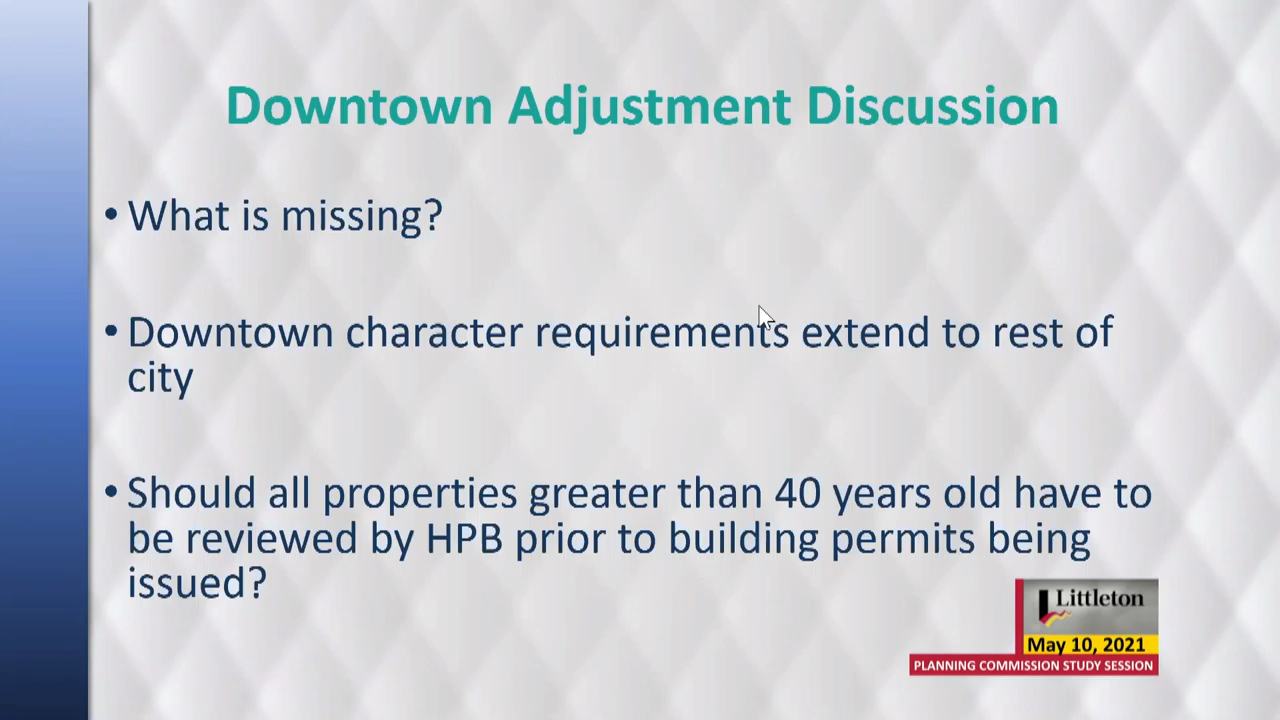 Downtown Adjustment Discussion
• What is missing?
• Downtown character requirements extend to rest of
city
• Should all properties greater than 40 years old have to
be reviewed by HPB prior to building permits being
issued?
Littleton
May 10, 2021
PLANNING COMMISSION STUDY SESSION